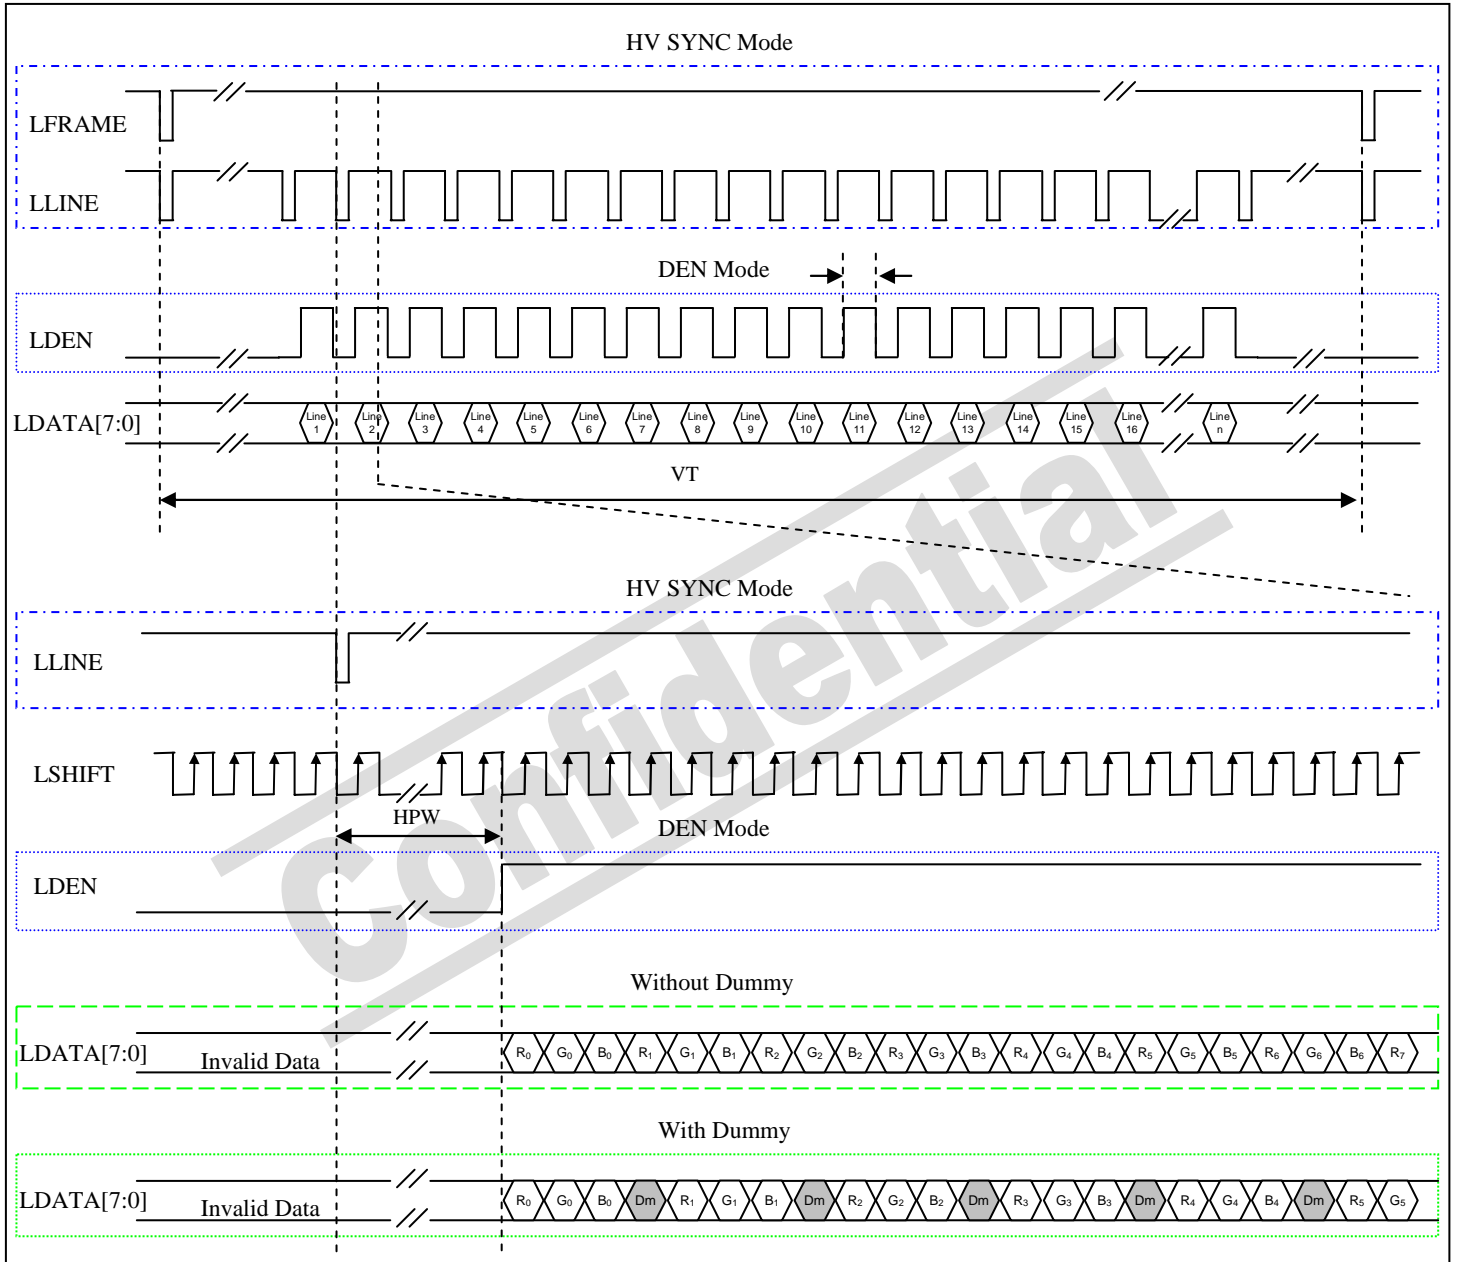 HV SYNC Mode
LFRAME
LLINE
DEN Mode
LDEN
LDATA[7:0]
Line 1 Line 2 Line 3 Line 4 Line 5 Line 6 Line 7 Line 8 Line 9 Line 10 Line 11 Line 12 Line 13 Line 14 Line 15 Line 16 Line n
VT
HV SYNC Mode
LLINE
LSHIFT
HPW
DEN Mode
LDEN
Without Dummy
LDATA[7:0]
Invalid Data
R0 G0 B0 R1 G1 B1 R2 G2 B2 R3 G3 B3 R4 G4 B4 R5 G5 B5 R6 G6 B6 R7
With Dummy
LDATA[7:0]
Invalid Data
R0 G0 B0 Dm R1 G1 B1 Dm R2 G2 B2 Dm R3 G3 B3 Dm R4 G4 B4 Dm R5 G5
Confidential